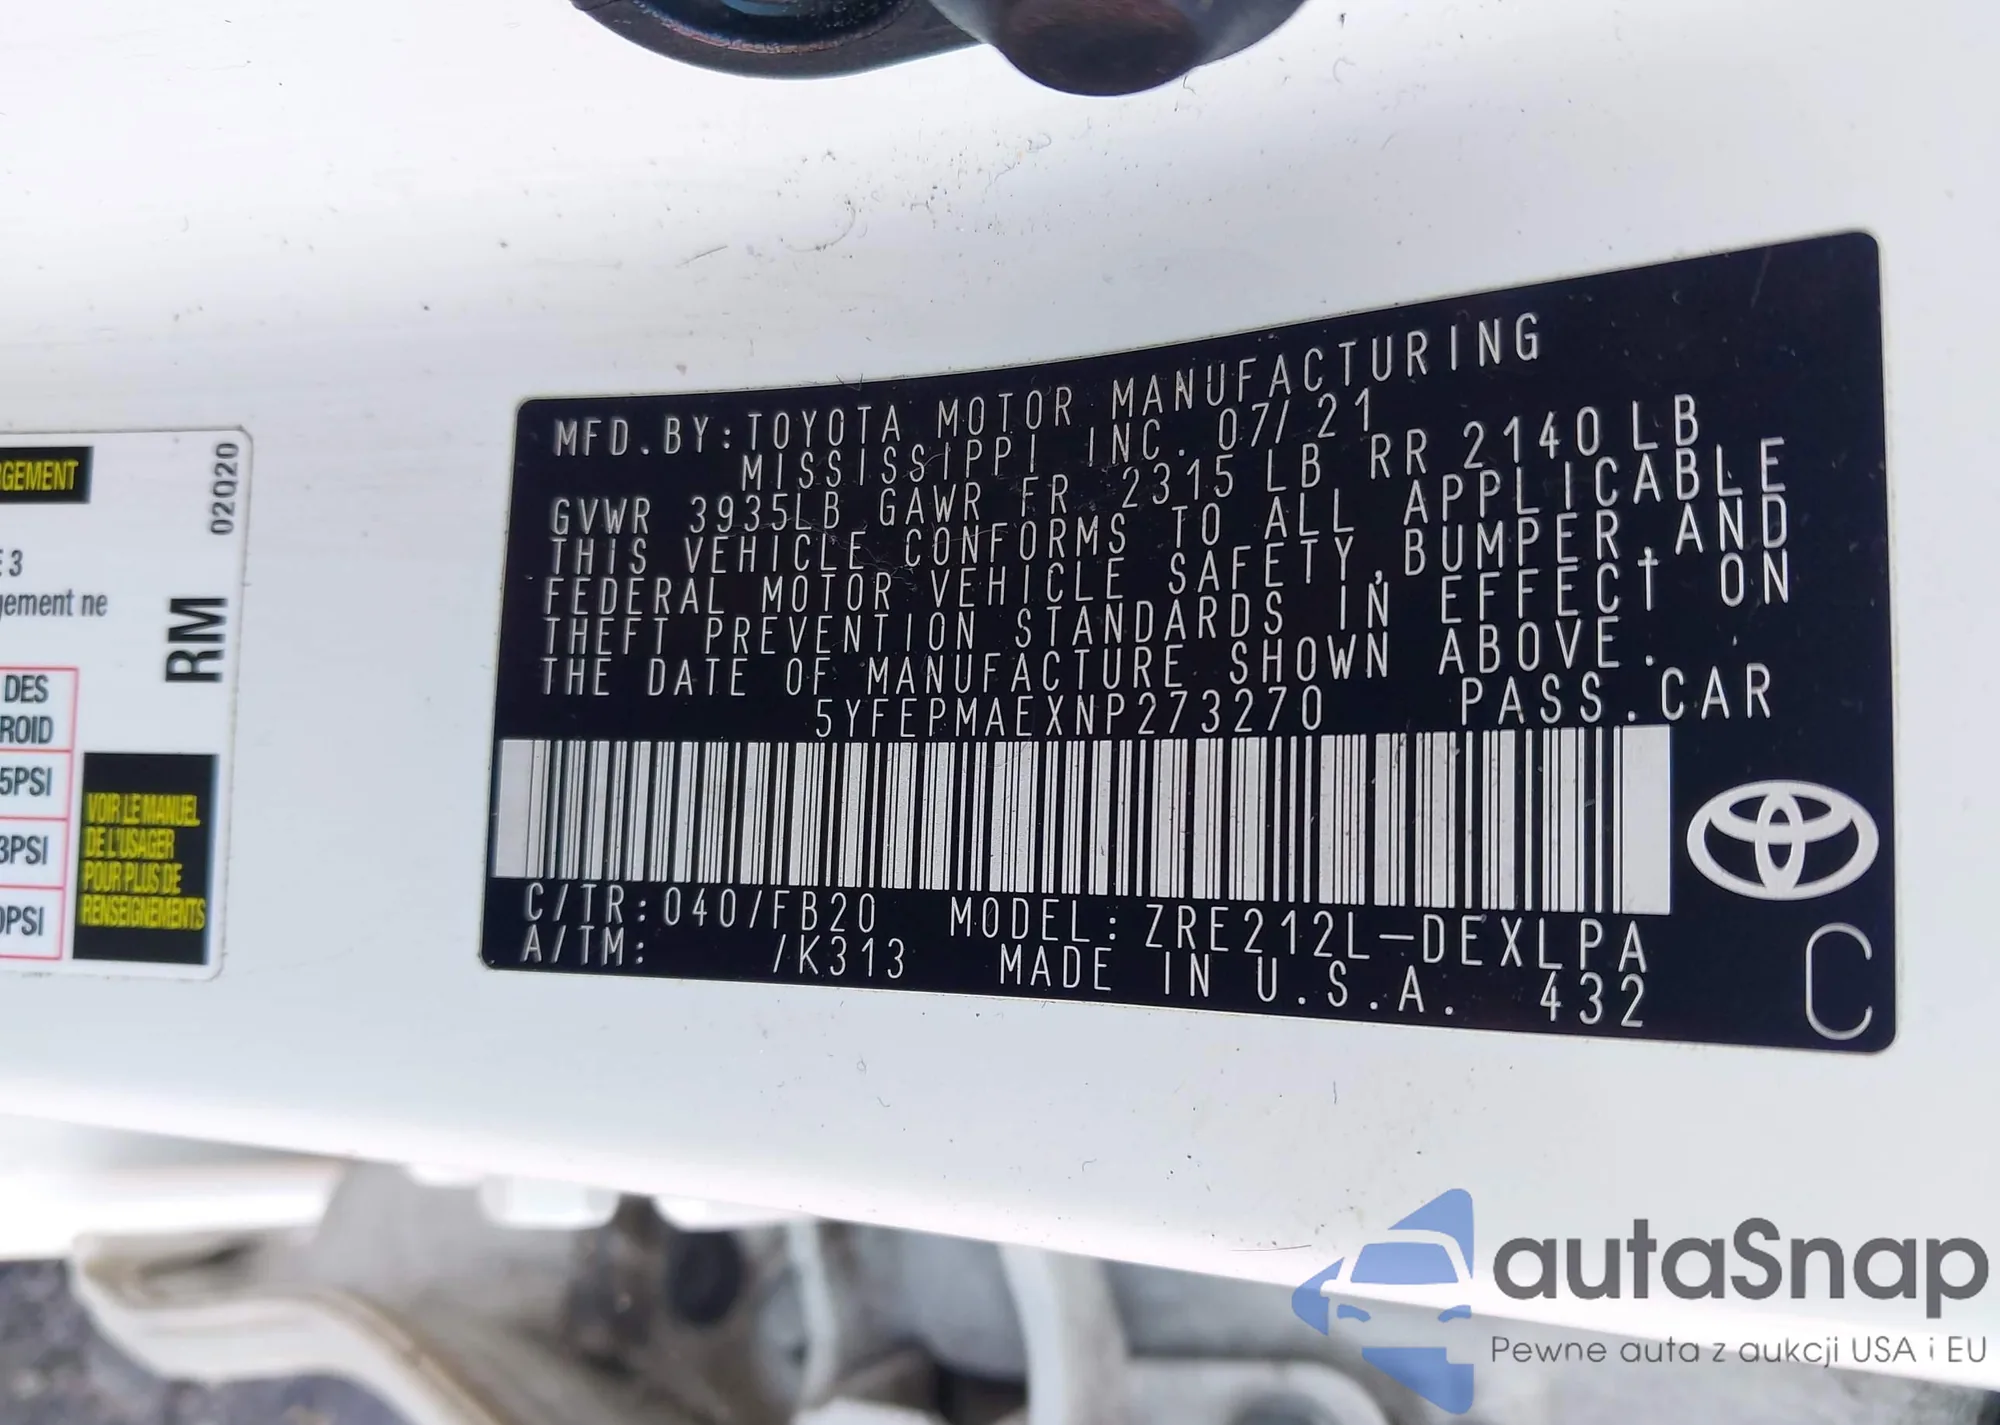 GEMENT
02020
E 3
gement ne
RM
DES
ROID
5PSI
3PSI
0PSI
VOIR LE MANUEL
DE L'USAGER
POUR PLUS DE
RENSEIGNEMENTS
MFD.BY:TOYOTA MOTOR MANUFACTURING
MISSISSIPPI INC. 07/21
GVWR 3935LB GAWR FR 2315 LB RR 2140LB
THIS VEHICLE CONFORMS TO ALL APPLICABLE
FEDERAL MOTOR VEHICLE SAFETY,BUMPER,AND
THEFT PREVENTION STANDARDS IN EFFECT ON
THE DATE OF MANUFACTURE SHOWN ABOVE.
5YFEPMAEXNP273270 PASS.CAR
C/TR:040/FB20 MODEL:ZRE212L-DEXLPA
A/TM: /K313 MADE IN U.S.A. 432
C
autaSnap
Pewne auta z aukcji USA i EU